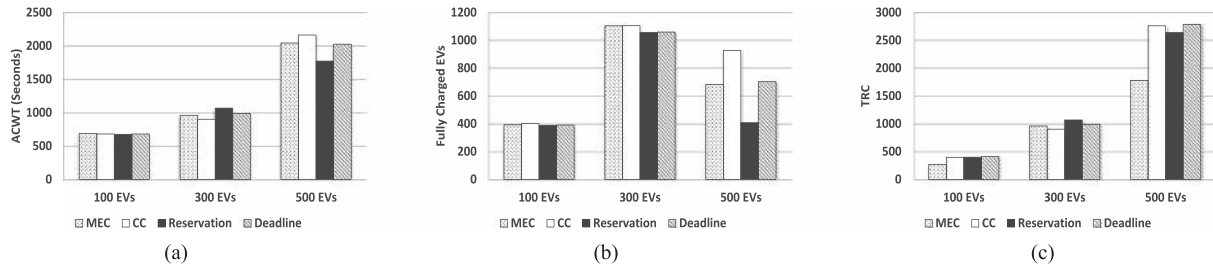 2500
2000
1500
1000
500
0
ACWT (Seconds)
100 EVs 300 EVs 500 EVs
MEC CC Reservation Deadline
(a)
1200
1000
800
600
400
200
0
Fully Charged EVs
100 EVs 300 EVs 500 EVs
MEC CC Reservation Deadline
(b)
3000
2500
2000
1500
1000
500
0
TRC
100 EVs 300 EVs 500 EVs
MEC CC Reservation Deadline
(c)